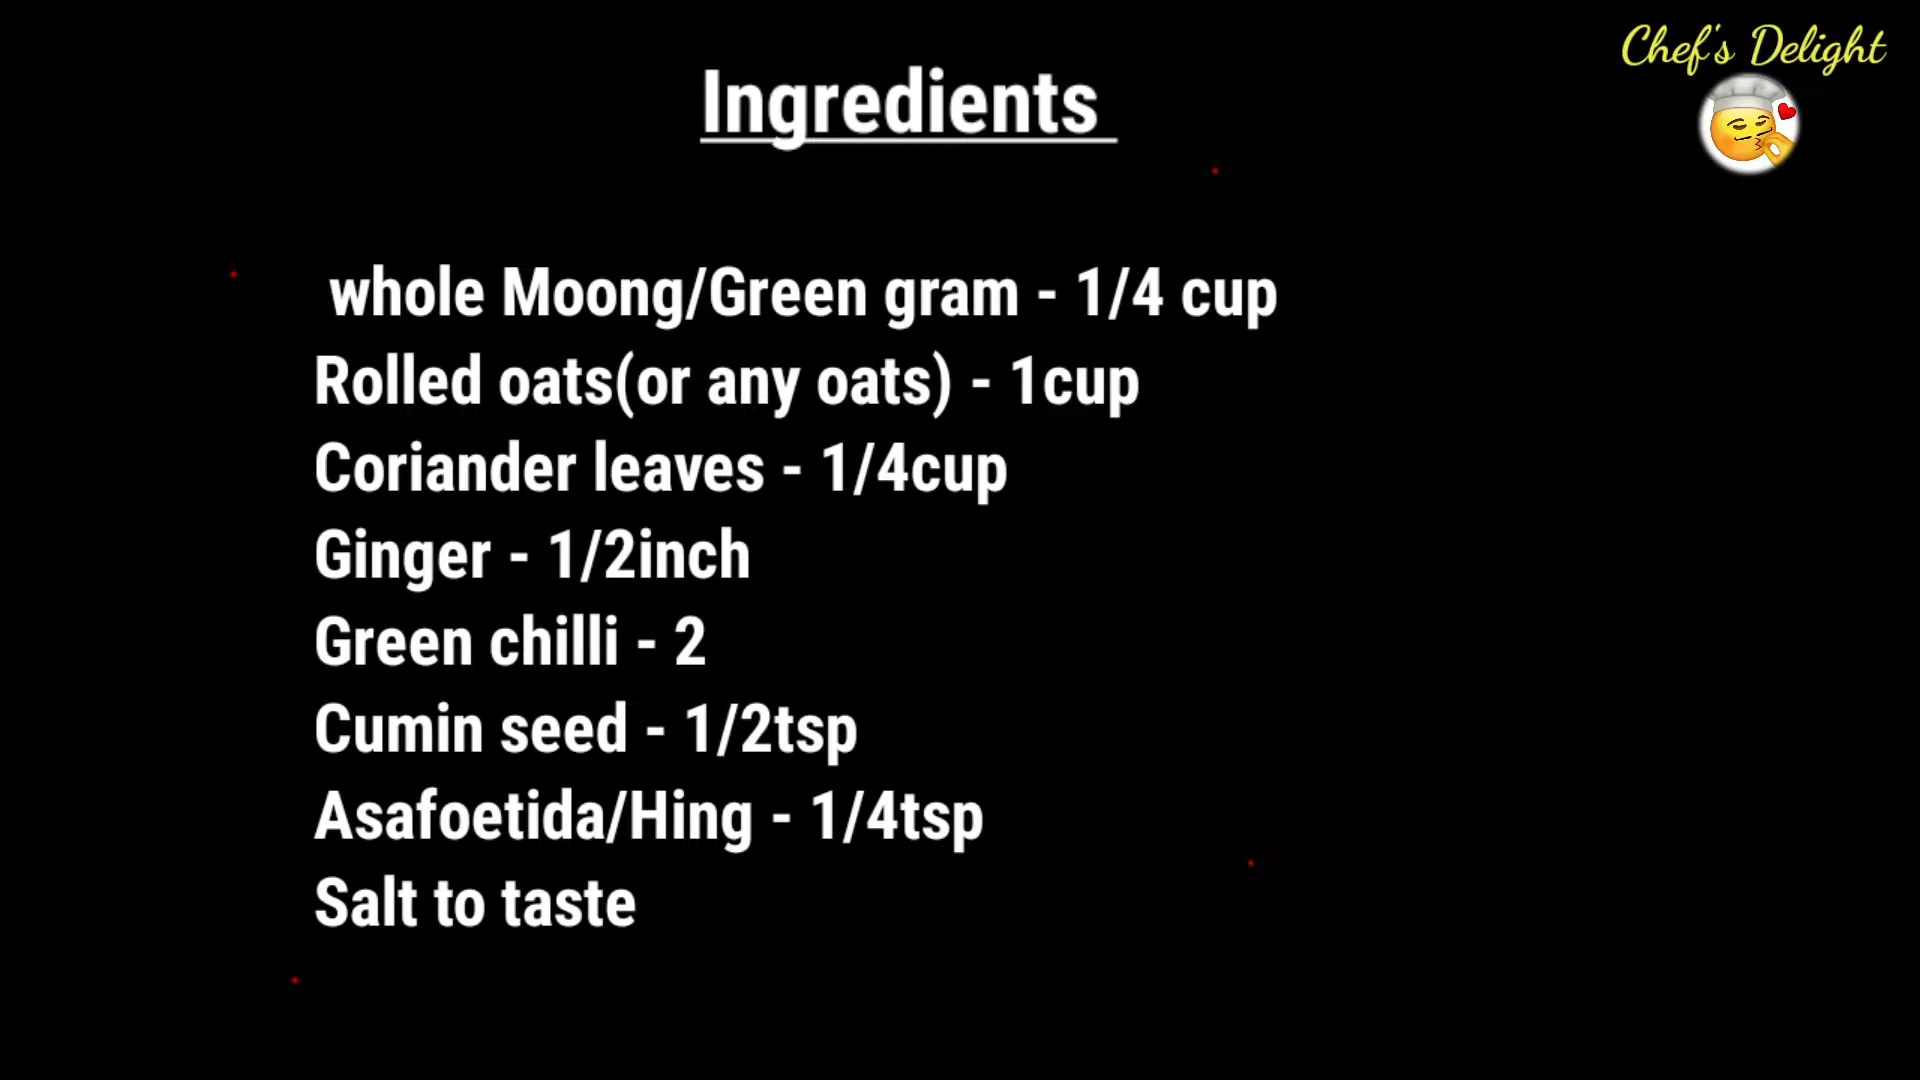 Chef's Delight
Ingredients
whole Moong/Green gram - 1/4 cup
Rolled oats(or any oats) - 1cup
Coriander leaves - 1/4cup
Ginger - 1/2inch
Green chilli - 2
Cumin seed - 1/2tsp
Asafoetida/Hing - 1/4tsp
Salt to taste